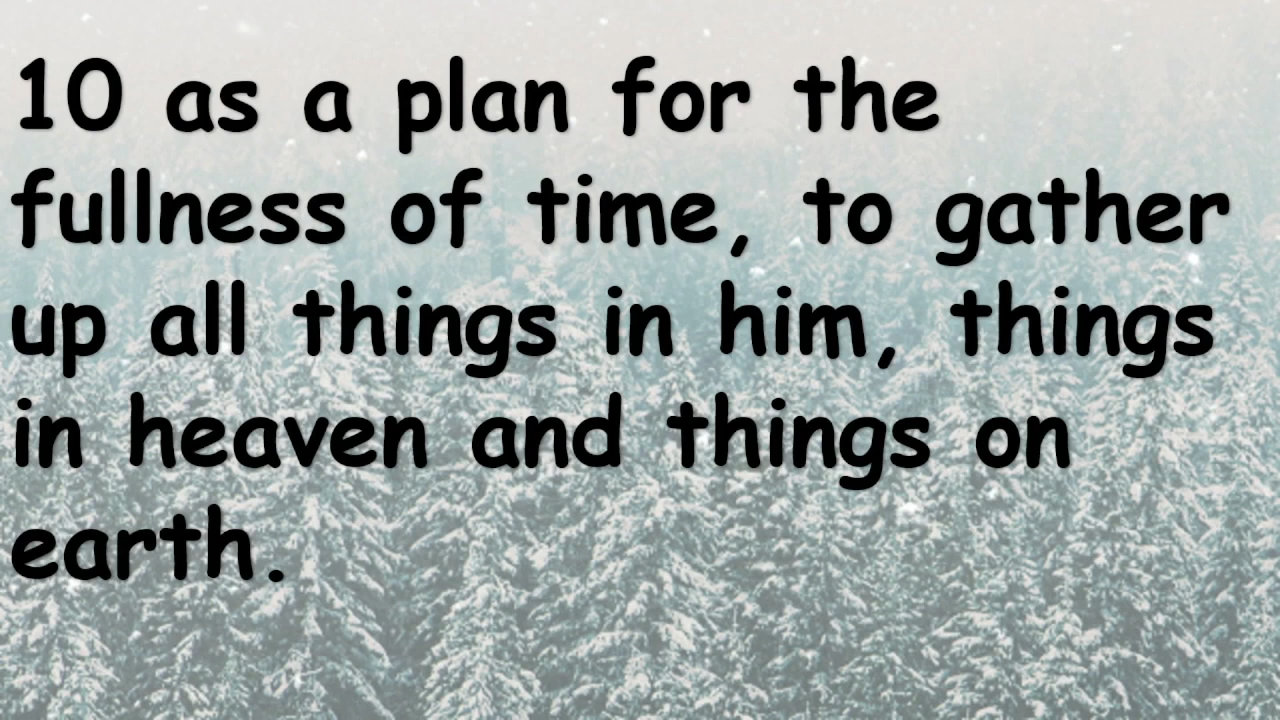 10 as a plan for the
fullness of time, to gather
up all things in him, things
in heaven and things on
earth.